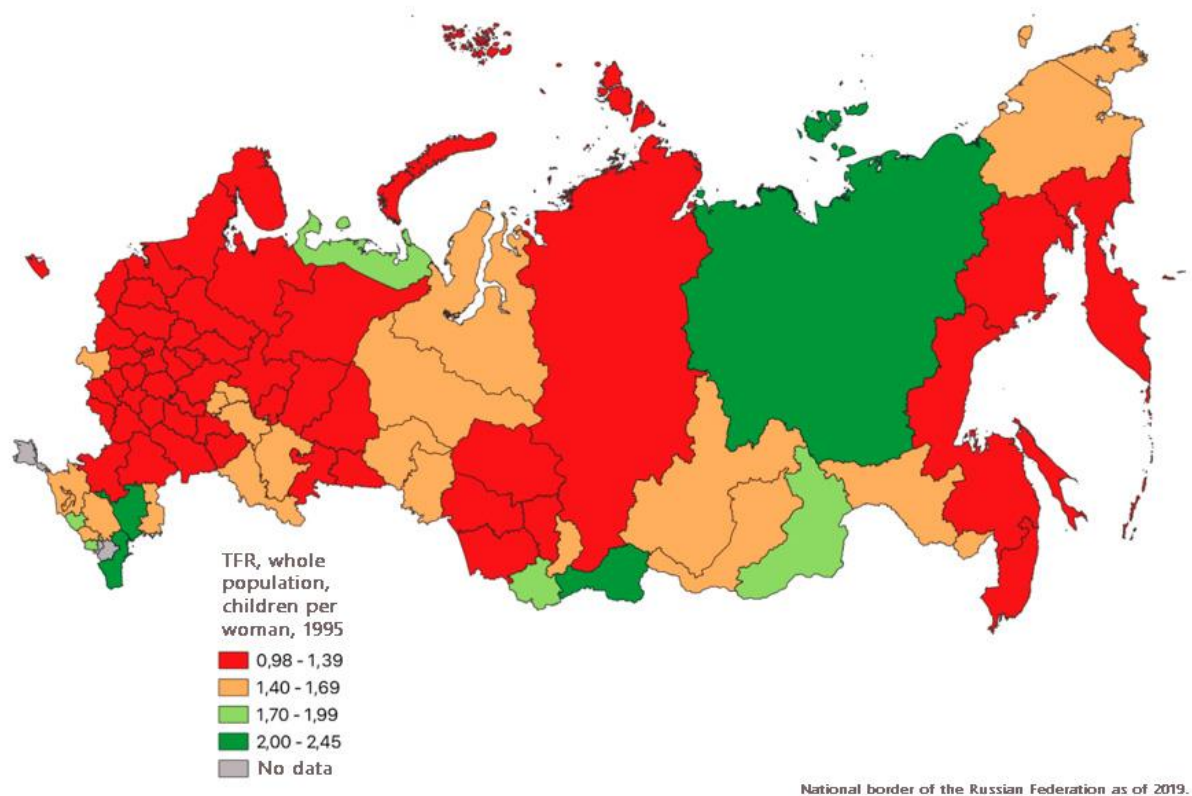 TFR, whole
population,
children per
woman, 1995
0,98 - 1,39
1,40 - 1,69
1,70 - 1,99
2,00 - 2,45
No data
National border of the Russian Federation as of 2019.